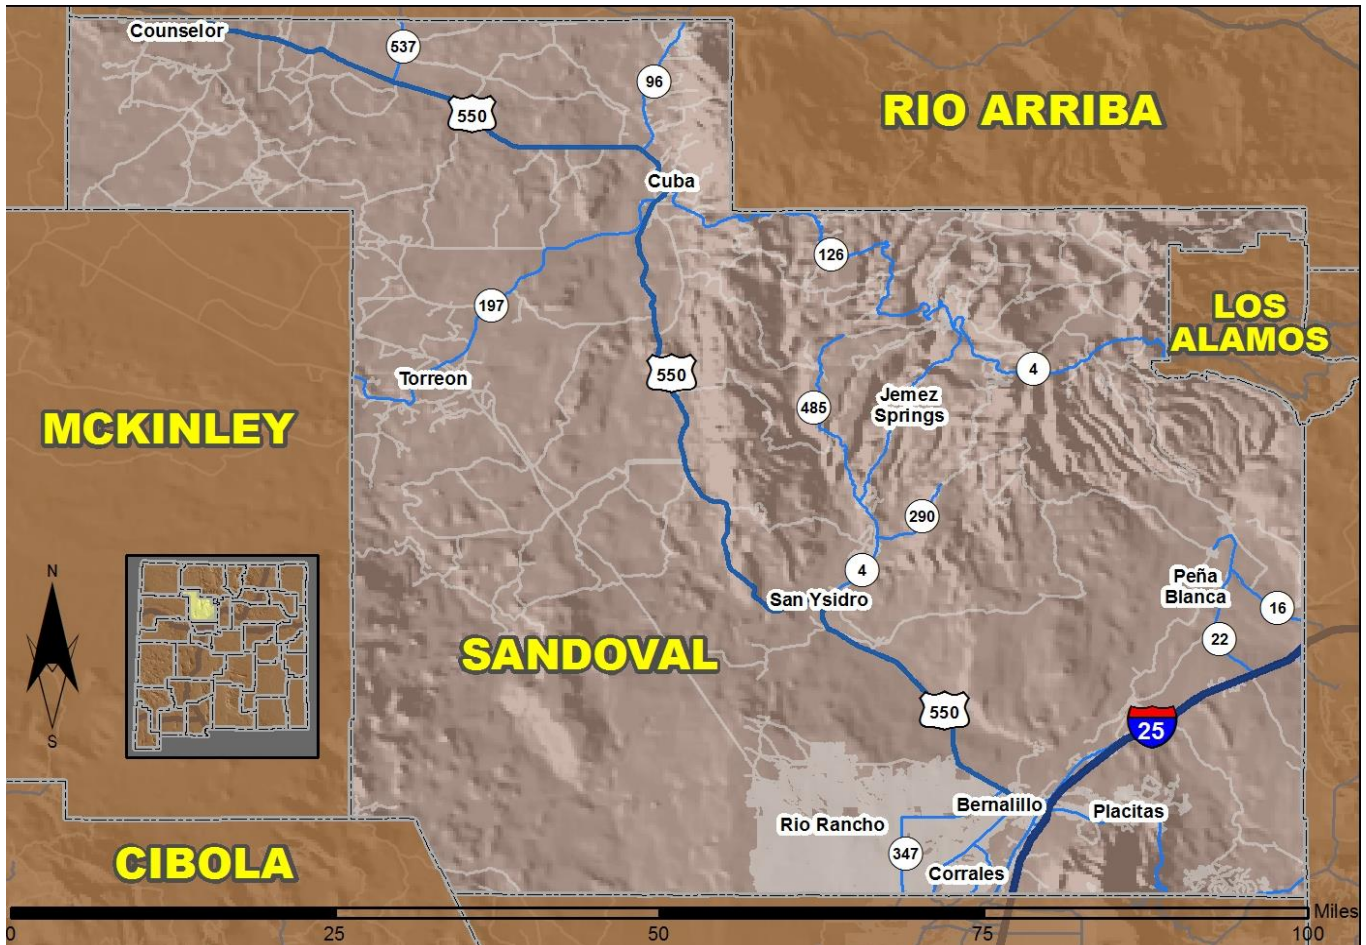 Counselor
537
96
550
RIO ARRIBA
Cuba
126
197
LOS
ALAMOS
Torreon
550
4
Jemez
Springs
485
MCKINLEY
290
N
4
Peña
Blanca
San Ysidro
16
22
SANDOVAL
550
25
S
Bernalillo
Placitas
Rio Rancho
347
Corrales
CIBOLA
Miles
0
25
50
75
100